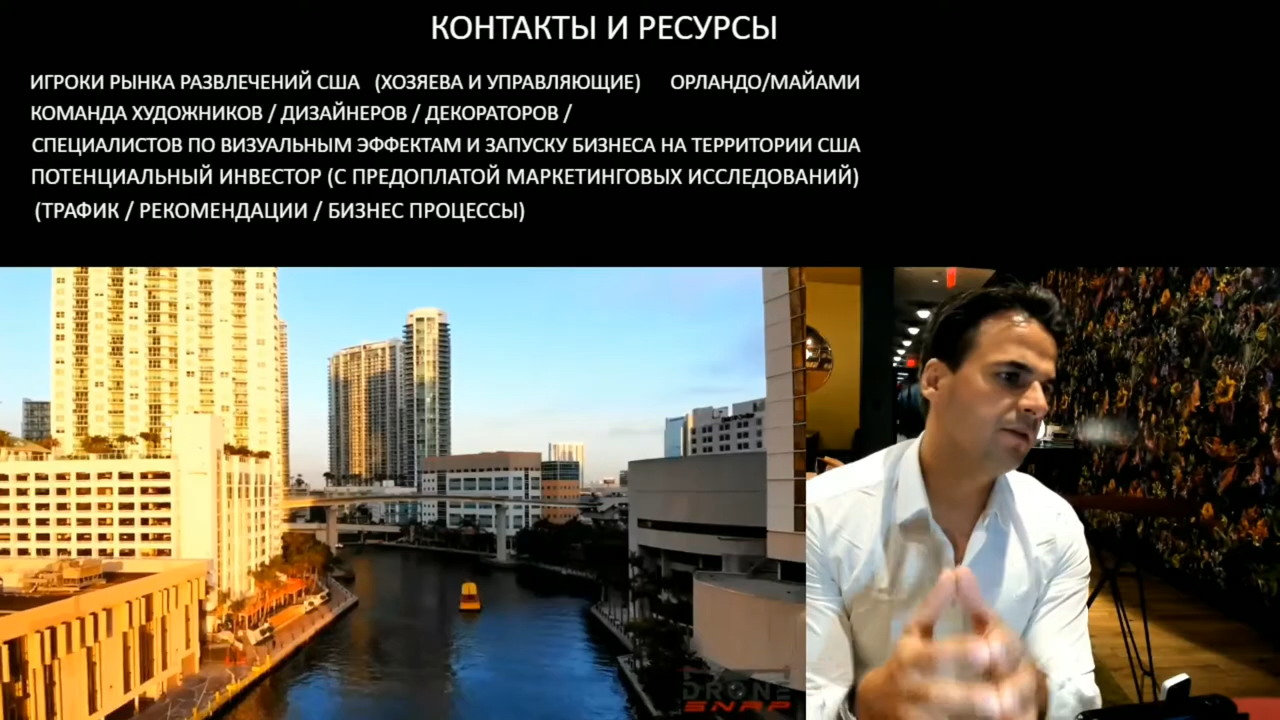 КОНТАКТЫ И РЕСУРСЫ
ИГРОКИ РЫНКА РАЗВЛЕЧЕНИЙ США (ХОЗЯЕВА И УПРАВЛЯЮЩИЕ) ОРЛАНДО/МАЙАМИ
КОМАНДА ХУДОЖНИКОВ / ДИЗАЙНЕРОВ / ДЕКОРАТОРОВ /
СПЕЦИАЛИСТОВ ПО ВИЗУАЛЬНЫМ ЭФФЕКТАМ И ЗАПУСКУ БИЗНЕСА НА ТЕРРИТОРИИ США
ПОТЕНЦИАЛЬНЫЙ ИНВЕСТОР (С ПРЕДОПЛАТОЙ МАРКЕТИНГОВЫХ ИССЛЕДОВАНИЙ)
(ТРАФИК / РЕКОМЕНДАЦИИ / БИЗНЕС ПРОЦЕССЫ)
DRONE
SNAP